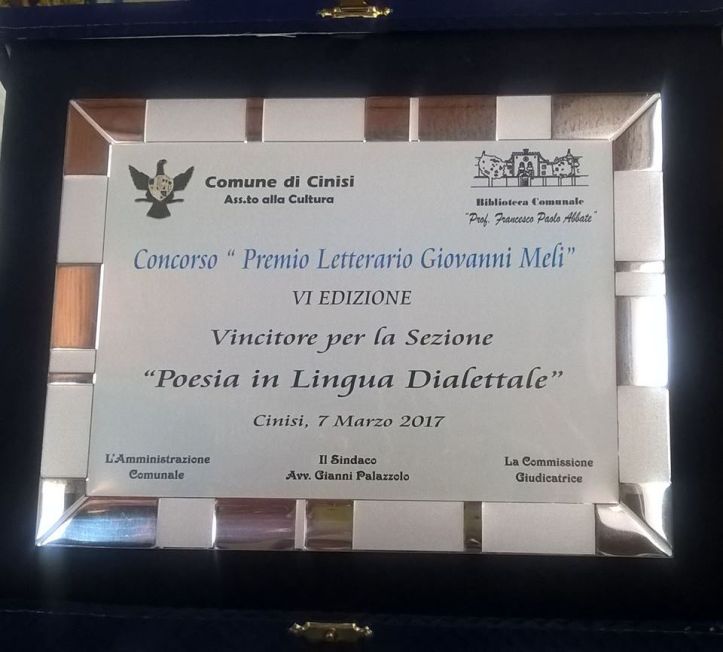 Comune di Cinisi
Ass.to alla Cultura
Biblioteca Comunale
"Prof. Francesco Paolo Abbate"
Concorso “ Premio Letterario Giovanni Meli”
VI EDIZIONE
Vincitore per la Sezione
“Poesia in Lingua Dialettale”
Cinisi, 7 Marzo 2017
L'Amministrazione
Comunale
Il Sindaco
Avv. Gianni Palazzolo
La Commissione
Giudicatrice